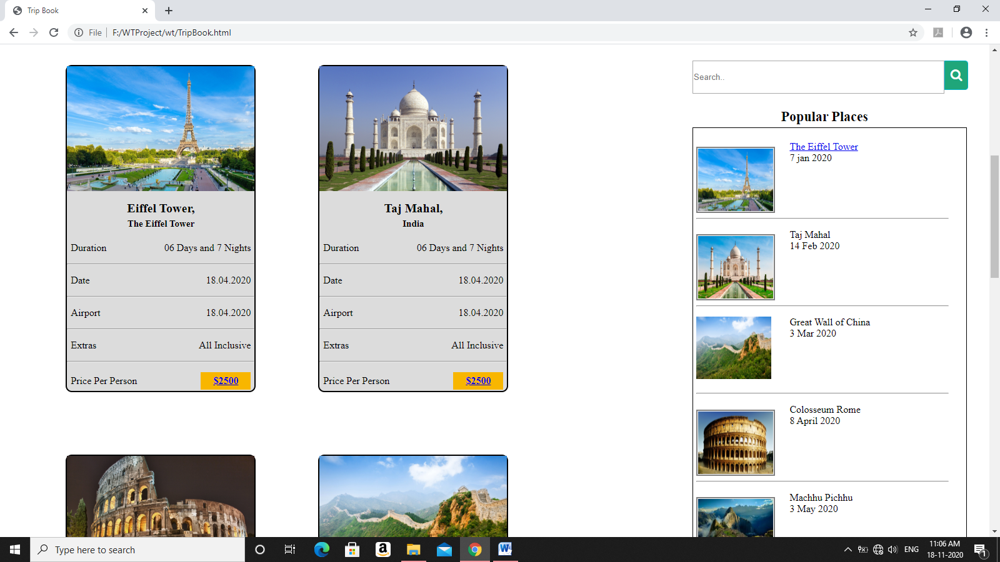 Trip Book
File
F:/WTProject/wt/TripBook.html
Search..
Popular Places
The Eiffel Tower
7 jan 2020
Taj Mahal
14 Feb 2020
Great Wall of China
3 Mar 2020
Colosseum Rome
8 April 2020
Machhu Pichhu
3 May 2020
Eiffel Tower,
The Eiffel Tower
Duration 06 Days and 7 Nights
Date 18.04.2020
Airport 18.04.2020
Extras All Inclusive
Price Per Person $2500
Taj Mahal,
India
Duration 06 Days and 7 Nights
Date 18.04.2020
Airport 18.04.2020
Extras All Inclusive
Price Per Person $2500
Type here to search
ENG
11:06 AM
18-11-2020
1